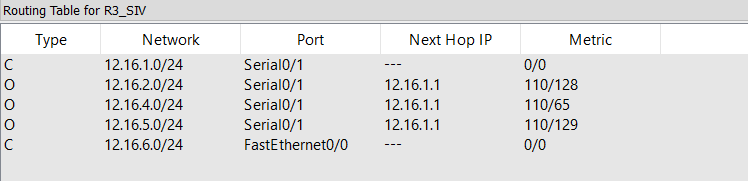 Routing Table for R3_SIV
Type Network Port Next Hop IP Metric
C 12.16.1.0/24 Serial0/1 --- 0/0
O 12.16.2.0/24 Serial0/1 12.16.1.1 110/128
O 12.16.4.0/24 Serial0/1 12.16.1.1 110/65
O 12.16.5.0/24 Serial0/1 12.16.1.1 110/129
C 12.16.6.0/24 FastEthernet0/0 --- 0/0